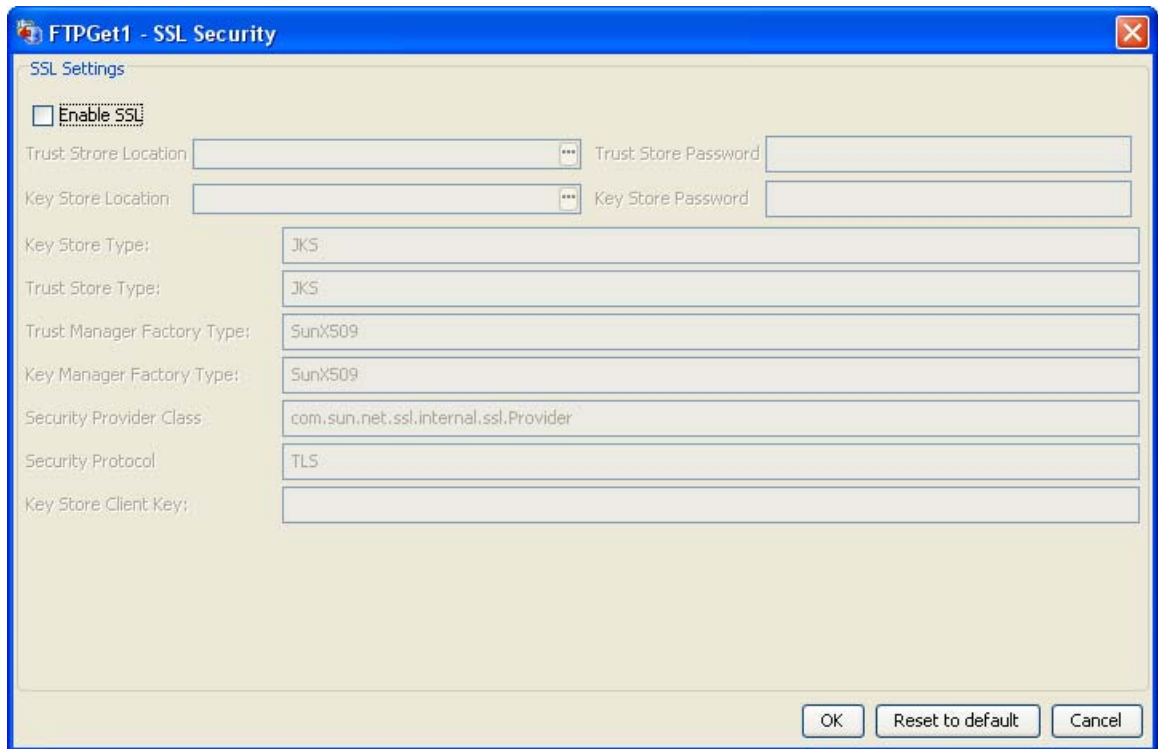 FTPGet1 - SSL Security
SSL Settings
Enable SSL
Trust Strore Location ... Trust Store Password
Key Store Location ... Key Store Password
Key Store Type: JKS
Trust Store Type: JKS
Trust Manager Factory Type: SunX509
Key Manager Factory Type: SunX509
Security Provider Class com.sun.net.ssl.internal.ssl.Provider
Security Protocol TLS
Key Store Client Key:
OK Reset to default Cancel